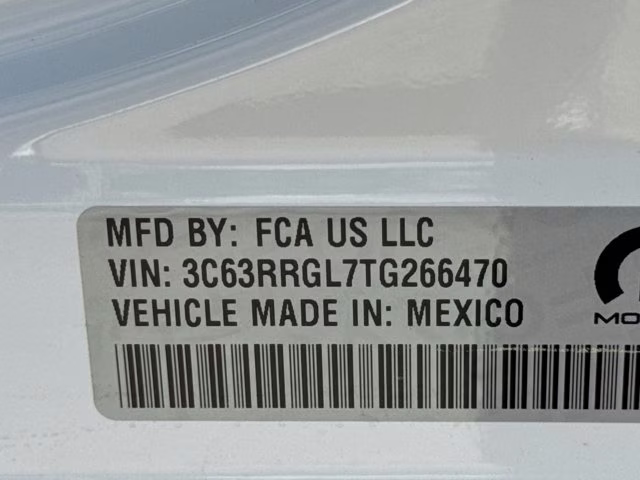 MFD BY: FCA US LLC
VIN: 3C63RRGL7TG266470
VEHICLE MADE IN: MEXICO